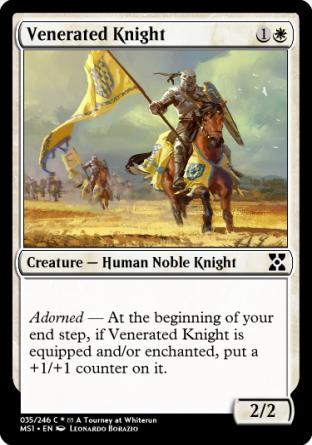 Venerated Knight 1
Creature — Human Noble Knight
Adorned — At the beginning of your
end step, if Venerated Knight is
equipped and/or enchanted, put a
+1/+1 counter on it.
2/2
035/246 C * A Tourney at Whiterun
MS1 • EN Leonardo Borazio